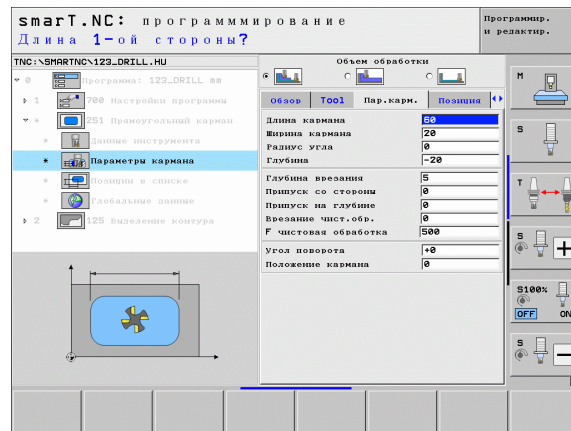 smarT.NC: программмирование
Программир. и редактир.
Длина 1-ой стороны?
TNC:\SMARTNC\123_DRILL.HU
0 Программа: 123_DRILL мм
1 700 Настройки программы
* 251 Прямоугольный карман
* Данные инструмента
* Параметры кармана
* Позиции в списке
* Глобальные данные
2 125 Выделение контура
Объем обработки
Обзор Tool Пар.карм. Позиция
Длина кармана 60
Ширина кармана 20
Радиус угла 0
Глубина -20
Глубина врезания 5
Припуск со стороны 0
Припуск на глубине 0
Врезание чист.обр. 0
F чистовая обработка 500
Угол поворота +0
Положение кармана 0
M
S
T
S
+
S100%
OFF ON
S
-